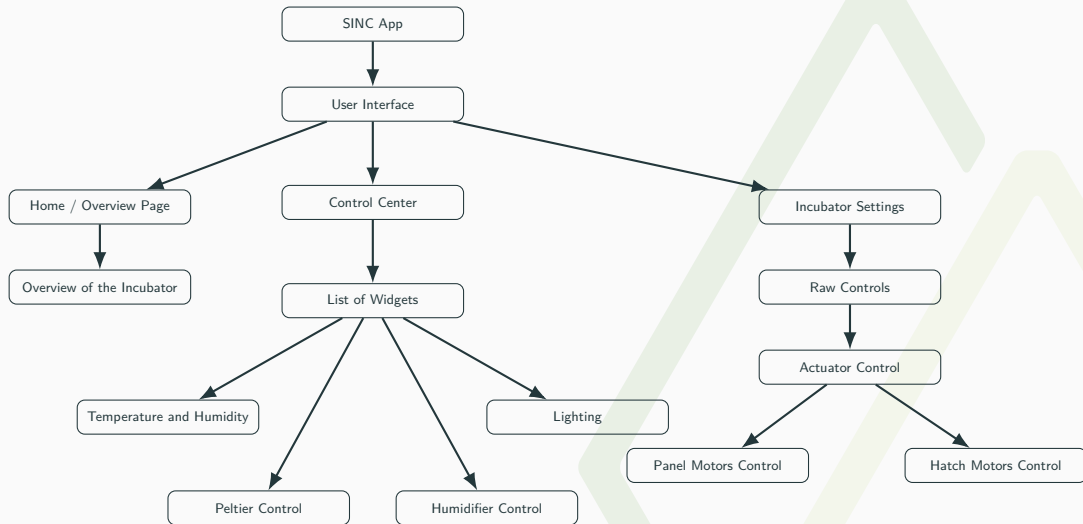 SINC App
User Interface
Home / Overview Page
Control Center
Incubator Settings
Overview of the Incubator
List of Widgets
Raw Controls
Actuator Control
Temperature and Humidity
Lighting
Panel Motors Control
Hatch Motors Control
Peltier Control
Humidifier Control